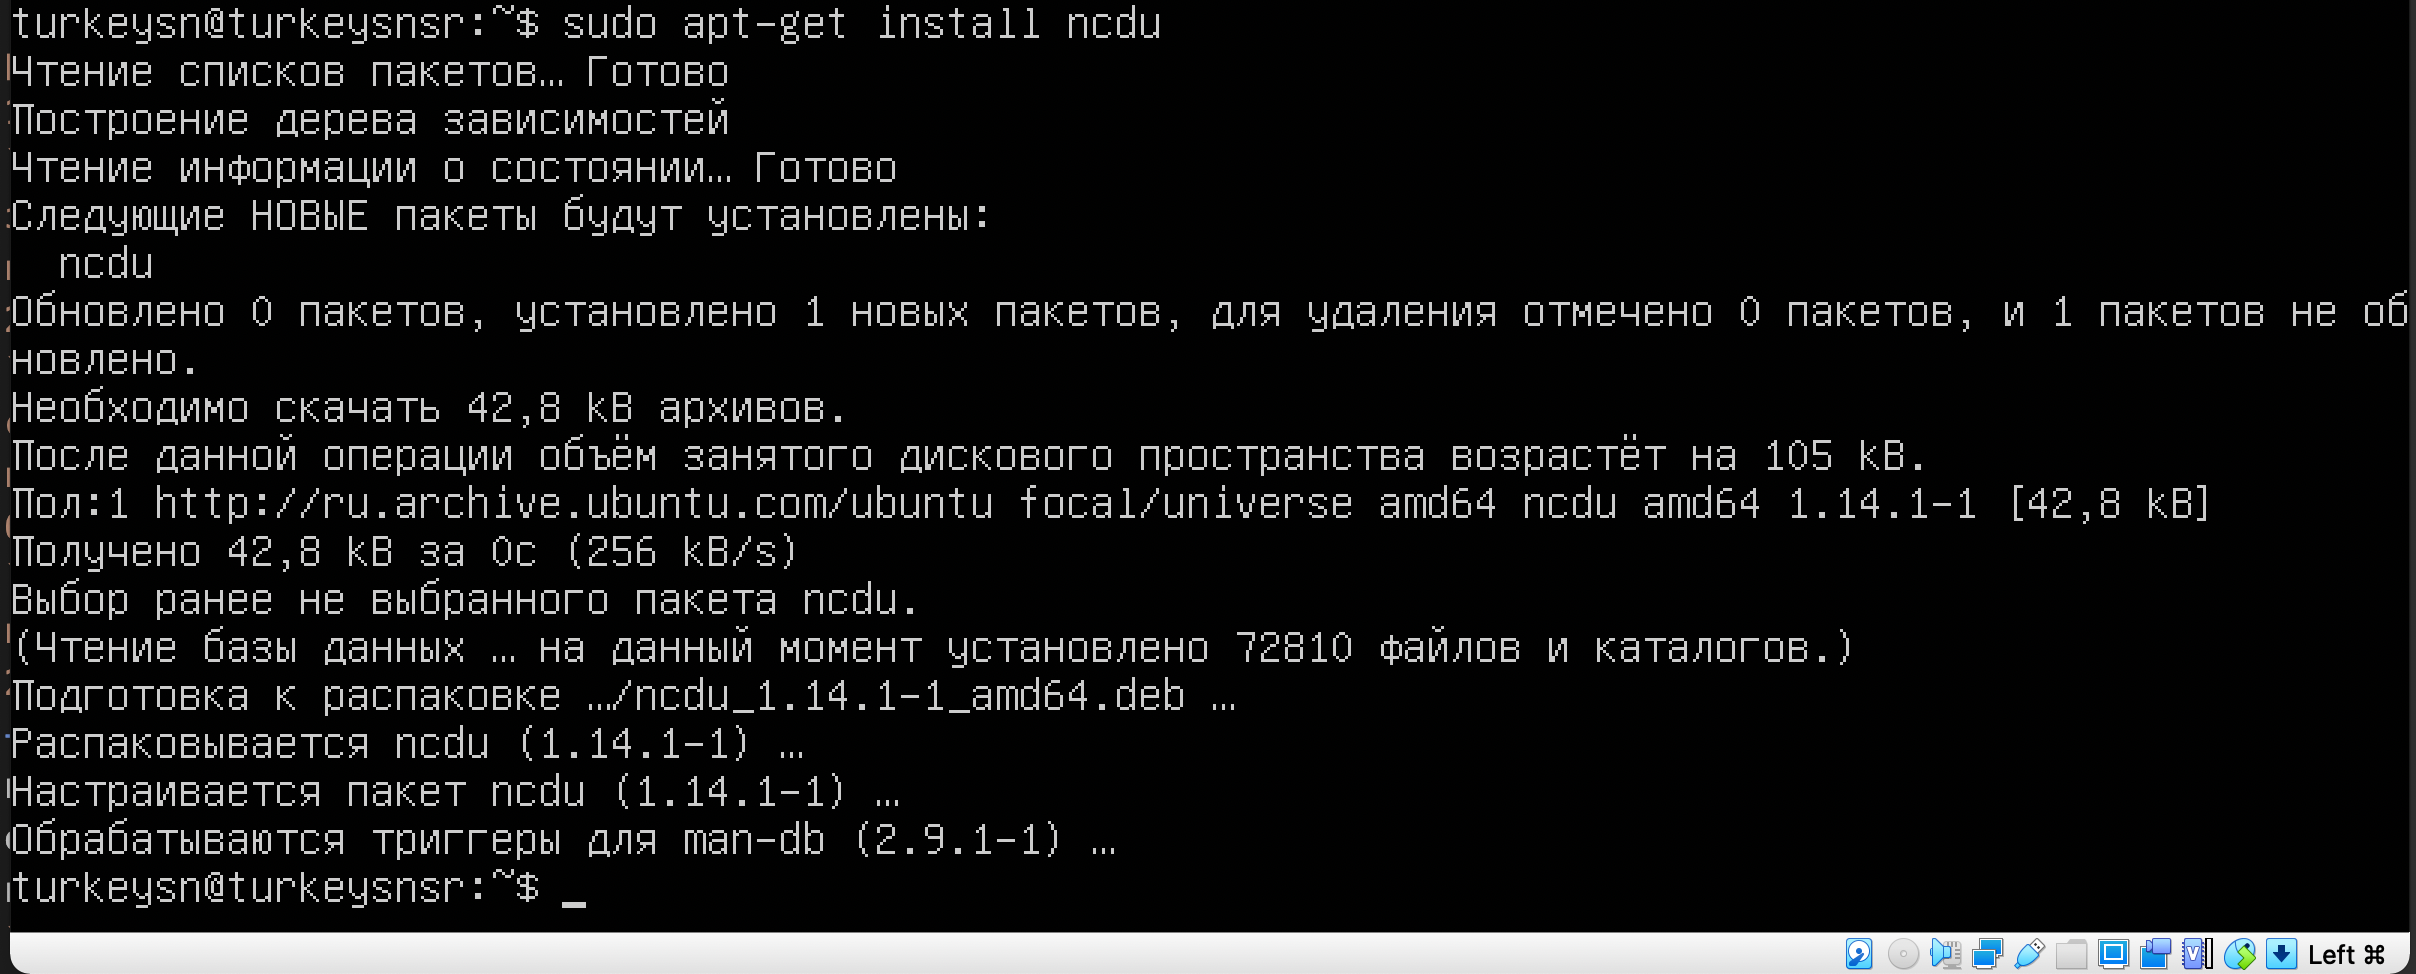 turkeysn@turkeysnsr:~$ sudo apt-get install ncdu
Чтение списков пакетов… Готово
Построение дерева зависимостей
Чтение информации о состоянии… Готово
Следующие НОВЫЕ пакеты будут установлены:
  ncdu
Обновлено 0 пакетов, установлено 1 новых пакетов, для удаления отмечено 0 пакетов, и 1 пакетов не об
новлено.
Необходимо скачать 42,8 kB архивов.
После данной операции объём занятого дискового пространства возрастёт на 105 kB.
Пол:1 http://ru.archive.ubuntu.com/ubuntu focal/universe amd64 ncdu amd64 1.14.1-1 [42,8 kB]
Получено 42,8 kB за 0с (256 kB/s)
Выбор ранее не выбранного пакета ncdu.
(Чтение базы данных … на данный момент установлено 72810 файлов и каталогов.)
Подготовка к распаковке …/ncdu_1.14.1-1_amd64.deb …
Распаковывается ncdu (1.14.1-1) …
Настраивается пакет ncdu (1.14.1-1) …
Обрабатываются триггеры для man-db (2.9.1-1) …
turkeysn@turkeysnsr:~$ _
Left ⌘